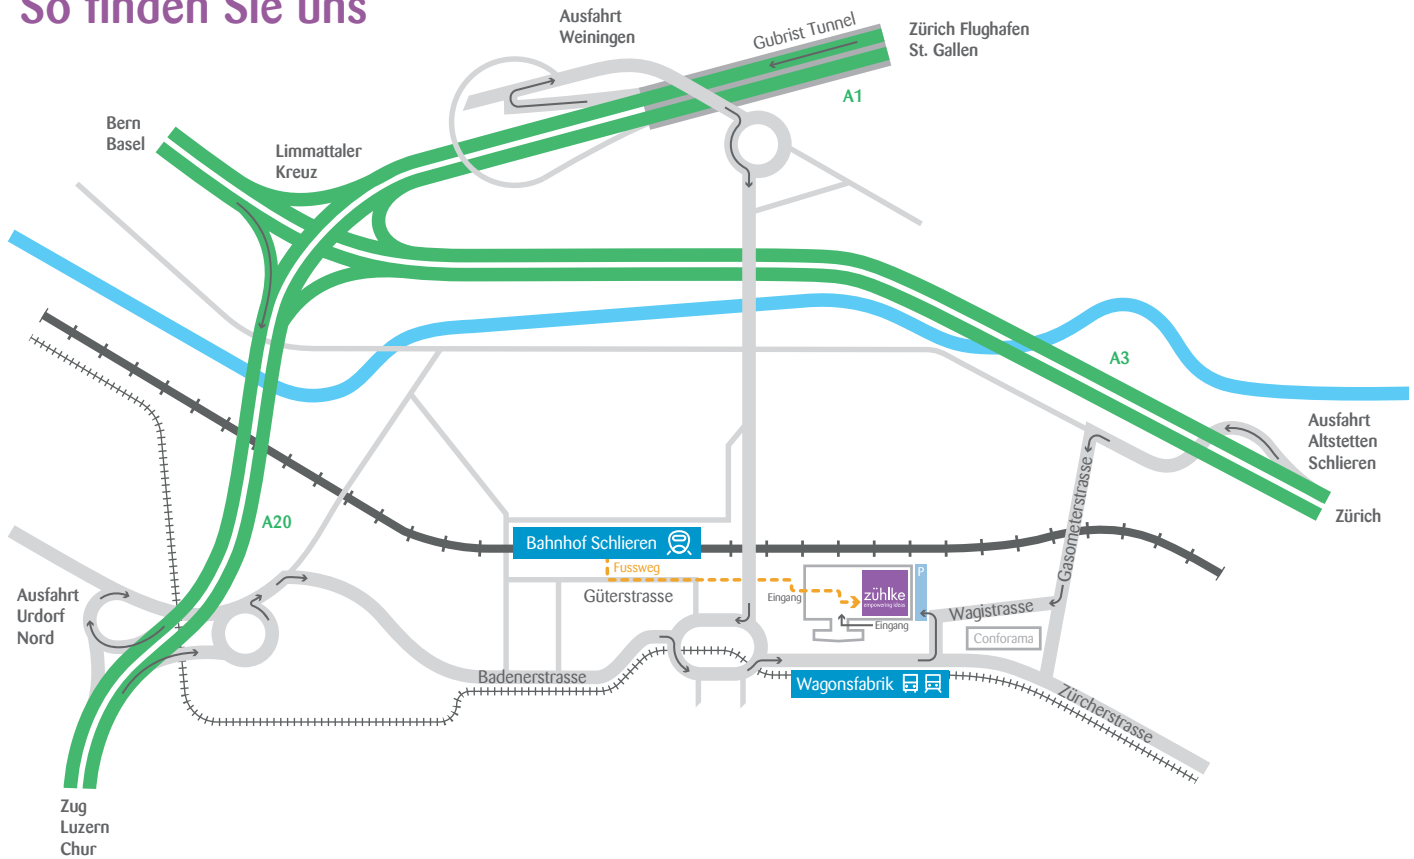 So finden Sie uns
Ausfahrt
Weiningen
Gubrist Tunnel
Zürich Flughafen
St. Gallen
A1
Bern
Basel
Limmattaler
Kreuz
A3
Ausfahrt
Altstetten
Schlieren
Zürich
A20
Gasometerstrasse
Bahnhof Schlieren
Fussweg
Güterstrasse
Eingang
zühlke
empowering ideas
P
Eingang
Wagistrasse
Conforama
Ausfahrt
Urdorf
Nord
Badenerstrasse
Wagonsfabrik
Zürcherstrasse
Zug
Luzern
Chur